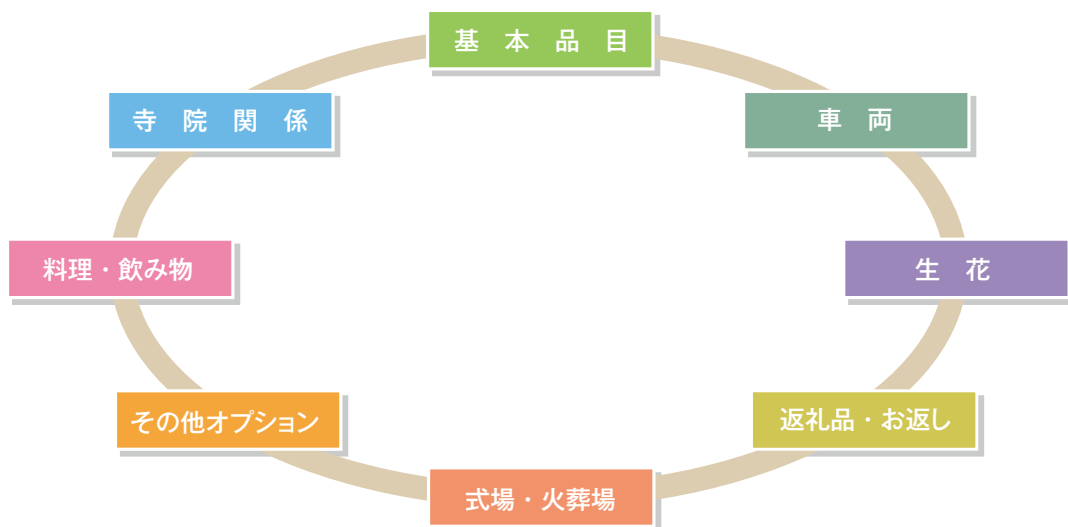 基本品目
寺院関係
車両
料理・飲み物
生花
その他オプション
返礼品・お返し
式場・火葬場